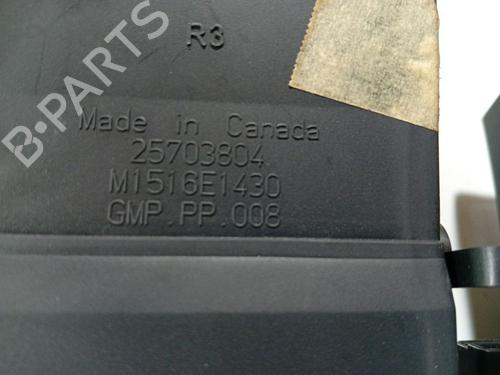 R3
Made in Canada
25703804
M1516E1430
GMP.PP.008
B-PARTS